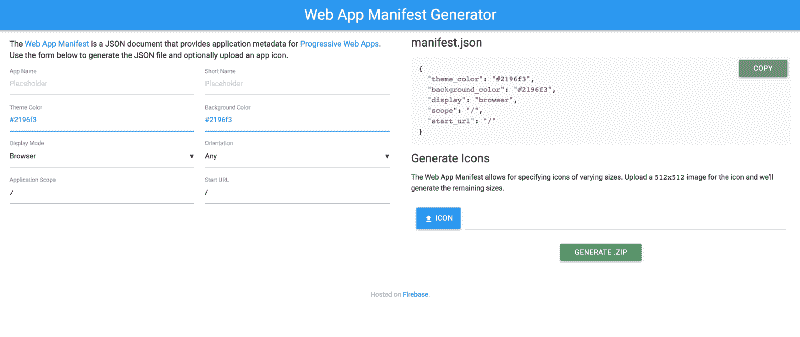 Web App Manifest Generator
The Web App Manifest is a JSON document that provides application metadata for Progressive Web Apps.
Use the form below to generate the JSON file and optionally upload an app icon.
App Name
Placeholder
Short Name
Placeholder
Theme Color
#2196f3
Background Color
#2196f3
Display Mode
Browser
Orientation
Any
Application Scope
/
Start URL
/
manifest.json
COPY
{
"theme_color": "#2196f3",
"background_color": "#2196f3",
"display": "browser",
"scope": "/",
"start_url": "/"
}
Generate Icons
The Web App Manifest allows for specifying icons of varying sizes. Upload a 512x512 image for the icon and we'll
generate the remaining sizes.
ICON
GENERATE .ZIP
Hosted on Firebase